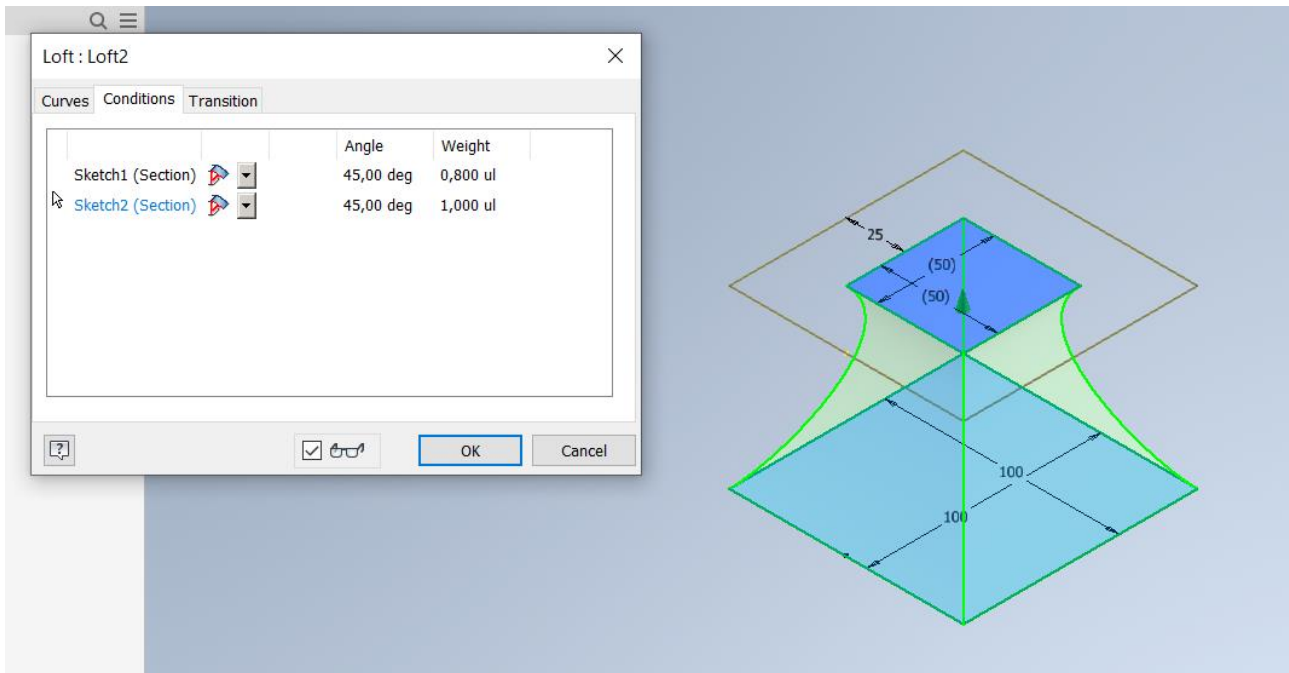 Loft : Loft2
Curves Conditions Transition
Angle Weight
Sketch1 (Section) 45,00 deg 0,800 ul
Sketch2 (Section) 45,00 deg 1,000 ul
?
OK Cancel
25
(50)
(50)
100
100